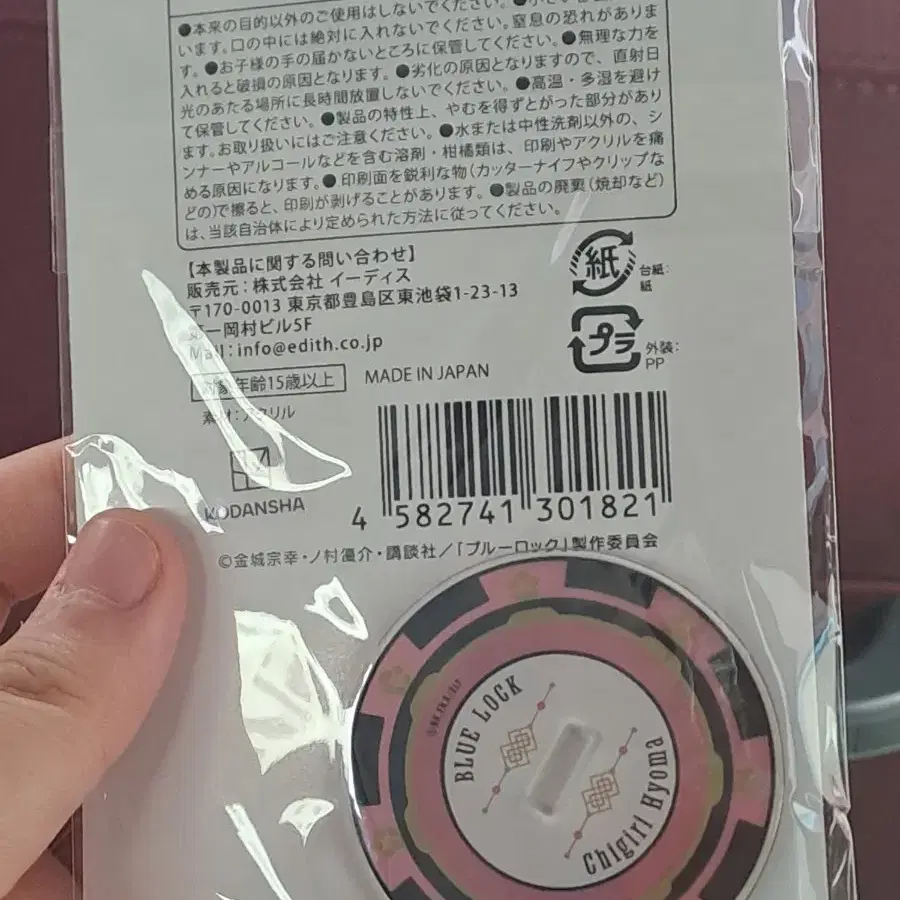 ●本来の目的以外のご使用はしないでください。
います。口の中には絶対に入れないでください。窒息の恐れがありま
す。●お子様の手の届かないところに保管してください。●無理な力を
入れると破損の原因となります。●劣化の原因となりますので、直射日
光のあたる場所に長時間放置しないでください。●高温・多湿を避け
て保管してください。●製品の特性上、やむを得ずとがった部分があり
ます。お取り扱いにはご注意ください。●水または中性洗剤以外の、シ
ンナーやアルコールなどを含む溶剤・柑橘類は、印刷やアクリルを痛
める原因になります。●印刷面を鋭利な物(カッターナイフやクリップな
どの)で擦ると、印刷が剥げることがあります。●製品の廃棄(焼却など)
は、当該自治体により定められた方法に従ってください。
【本製品に関する問い合わせ】
販売元:株式会社 イーディス
〒170-0013 東京都豊島区東池袋1-23-13
第一岡村ビル5F
Mail:info@edith.co.jp
対象年齢15歳以上
MADE IN JAPAN
素材:アクリル
紙
台紙:
紙
プラ
外装:
PP
KODANSHA
4 582741 301821
©金城宗幸・ノ村優介・講談社/「ブルーロック」製作委員会
BLUE LOCK
Chigiri Hyoma